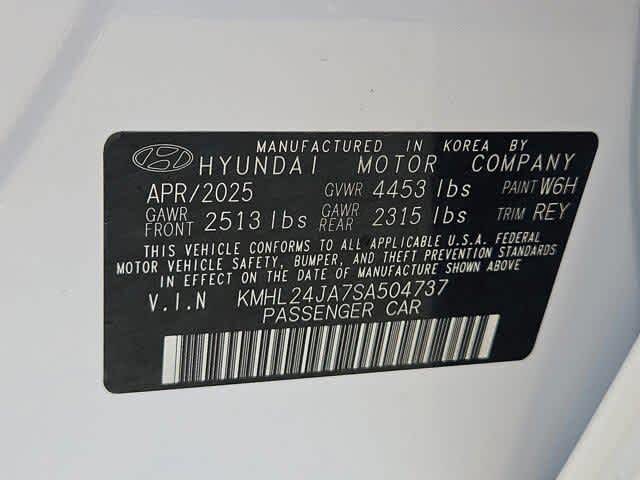 MANUFACTURED IN KOREA BY
HYUNDAI MOTOR COMPANY
APR/2025 GVWR 4453 lbs PAINT W6H
GAWR FRONT 2513 lbs GAWR REAR 2315 lbs TRIM REY
THIS VEHICLE CONFORMS TO ALL APPLICABLE U.S.A. FEDERAL
MOTOR VEHICLE SAFETY, BUMPER, AND THEFT PREVENTION STANDARDS
IN EFFECT ON THE DATE OF MANUFACTURE SHOWN ABOVE
V.I.N KMHL24JA7SA504737
PASSENGER CAR